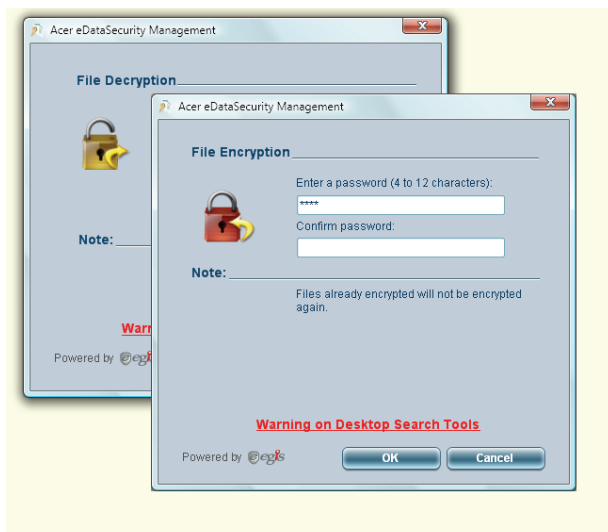 Acer eDataSecurity Management
File Decryption
Note:
Powered by egis
Acer eDataSecurity Management
File Encryption
Enter a password (4 to 12 characters):
****
Confirm password:
Note:
Files already encrypted will not be encrypted
again.
Warning on Desktop Search Tools
Powered by egis
OK
Cancel